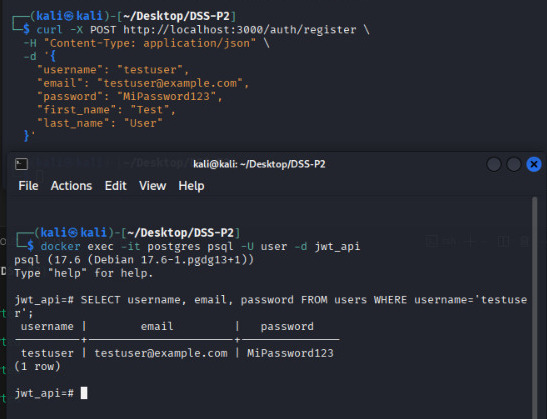 ┌──(kali㉿kali)-[~/Desktop/DSS-P2]
└─$ curl -X POST http://localhost:3000/auth/register \
-H "Content-Type: application/json" \
-d '{
"username": "testuser",
"email": "testuser@example.com",
"password": "MiPassword123",
"first_name": "Test",
"last_name": "User"
}'
kali@kali: ~/Desktop/DSS-P2
File Actions Edit View Help
┌──(kali㉿kali)-[~/Desktop/DSS-P2]
└─$ docker exec -it postgres psql -U user -d jwt_api
psql (17.6 (Debian 17.6-1.pgdg13+1))
Type "help" for help.
jwt_api=# SELECT username, email, password FROM users WHERE username='testuse
r';
username | email | password
----------+----------------------+---------------
testuser | testuser@example.com | MiPassword123
(1 row)
jwt_api=#